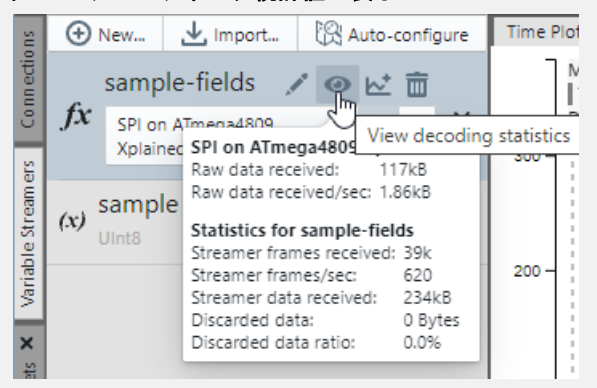 Connections
Variable Streamers
New...
Import...
Auto-configure
Time Plot
sample-fields
fx
SPI on ATmega4809
Xplained
View decoding statistics
SPI on ATmega4809
Raw data received: 117kB
Raw data received/sec: 1.86kB
Statistics for sample-fields
Streamer frames received: 39k
Streamer frames/sec: 620
Streamer data received: 234kB
Discarded data: 0 Bytes
Discarded data ratio: 0.0%
(x)
sample
UInt8
M
300
200
ets